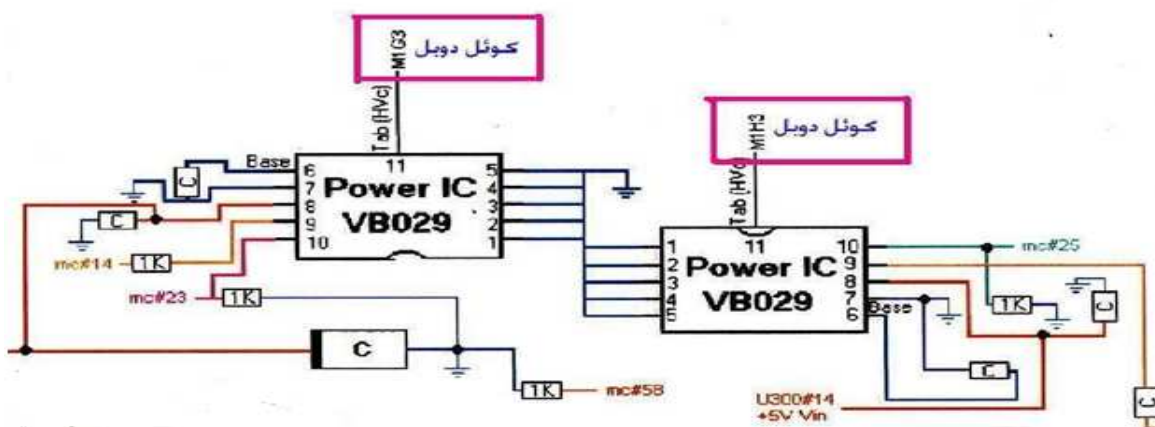 کوئل دوبل
M1G3
Tab (HVc)
کوئل دوبل
M1H3
Tab (HVc)
Base
6
7
8
9
10
11
Power IC
VB029
5
4
3
2
1
C
C
mc#14
1K
mc#23
1K
C
1K
mc#58
1
2
3
4
5
11
Power IC
VB029
10
9
8
7
6
Base
mc#25
1K
C
C
C
U300#14
+5V Vin